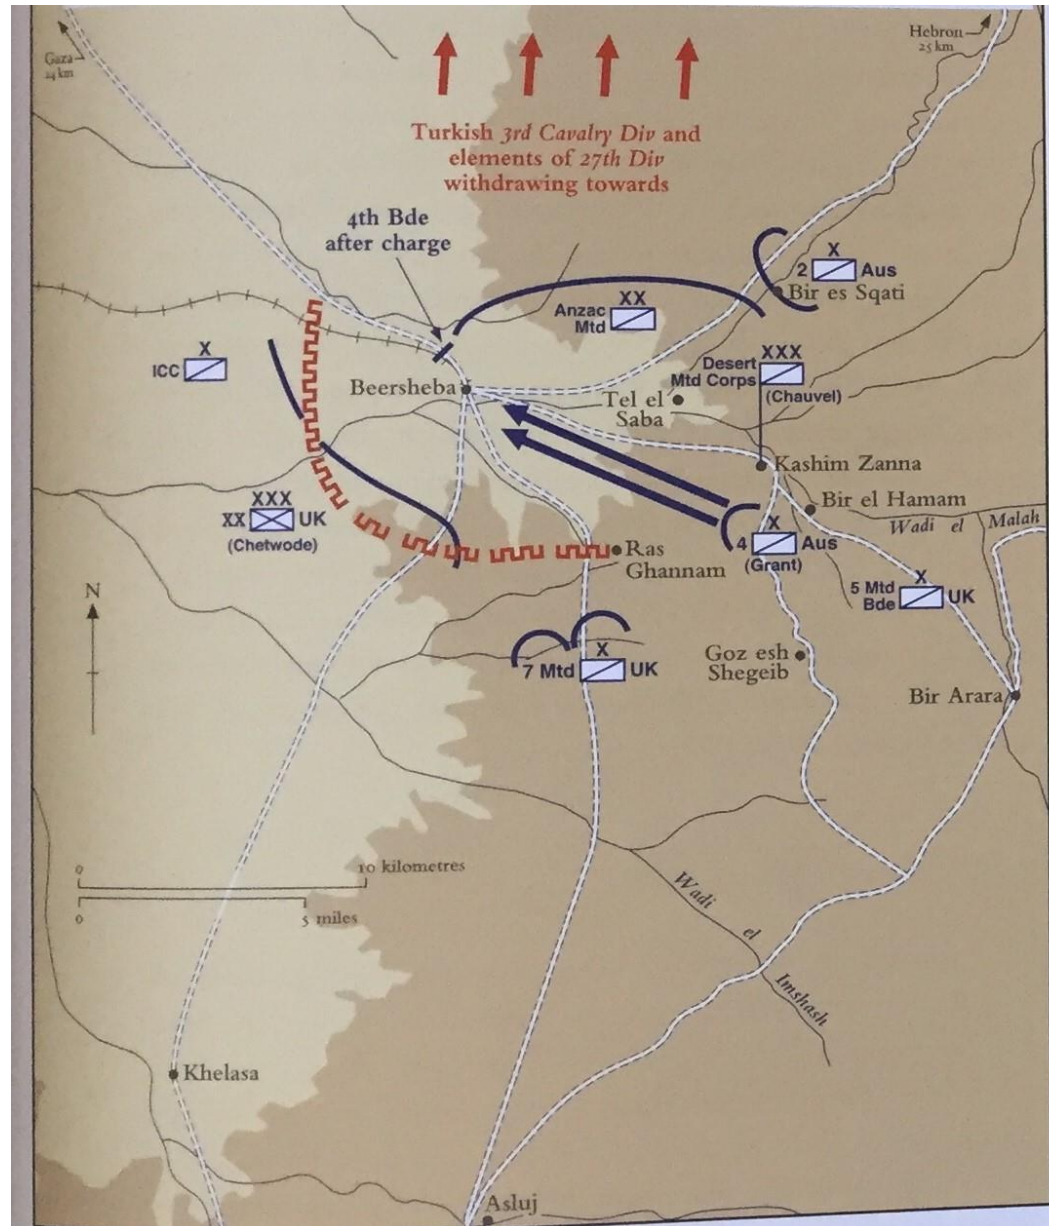 Gaza
24 km
Hebron
25 km
Turkish 3rd Cavalry Div and
elements of 27th Div
withdrawing towards
4th Bde
after charge
X
2 Aus
Bir es Sqati
XX
Anzac
Mtd
X
ICC
Desert XXX
Mtd Corps
(Chauvel)
Beersheba
Tel el
Saba
Kashim Zanna
Bir el Hamam
Wadi el Malah
XXX
XX UK
(Chetwode)
X
4 Aus
(Grant)
Ras
Ghannam
N
5 Mtd X
Bde UK
X
7 Mtd UK
Goz esh
Shegeib
Bir Arara
0 10 kilometres
0 5 miles
Wadi
el
Imshash
Khelasa
Asluj